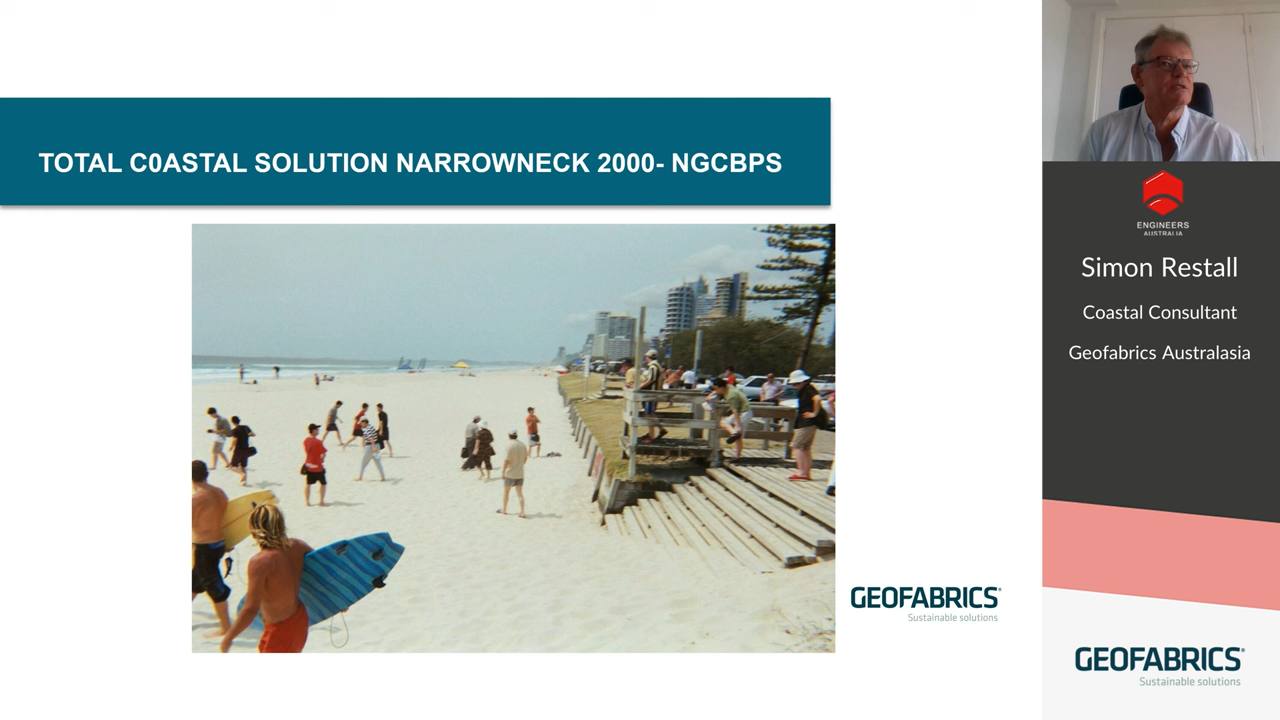 TOTAL C0ASTAL SOLUTION NARROWNECK 2000- NGCBPS
GEOFABRICS
Sustainable solutions
ENGINEERS
AUSTRALIA
Simon Restall
Coastal Consultant
Geofabrics Australasia
GEOFABRICS
Sustainable solutions